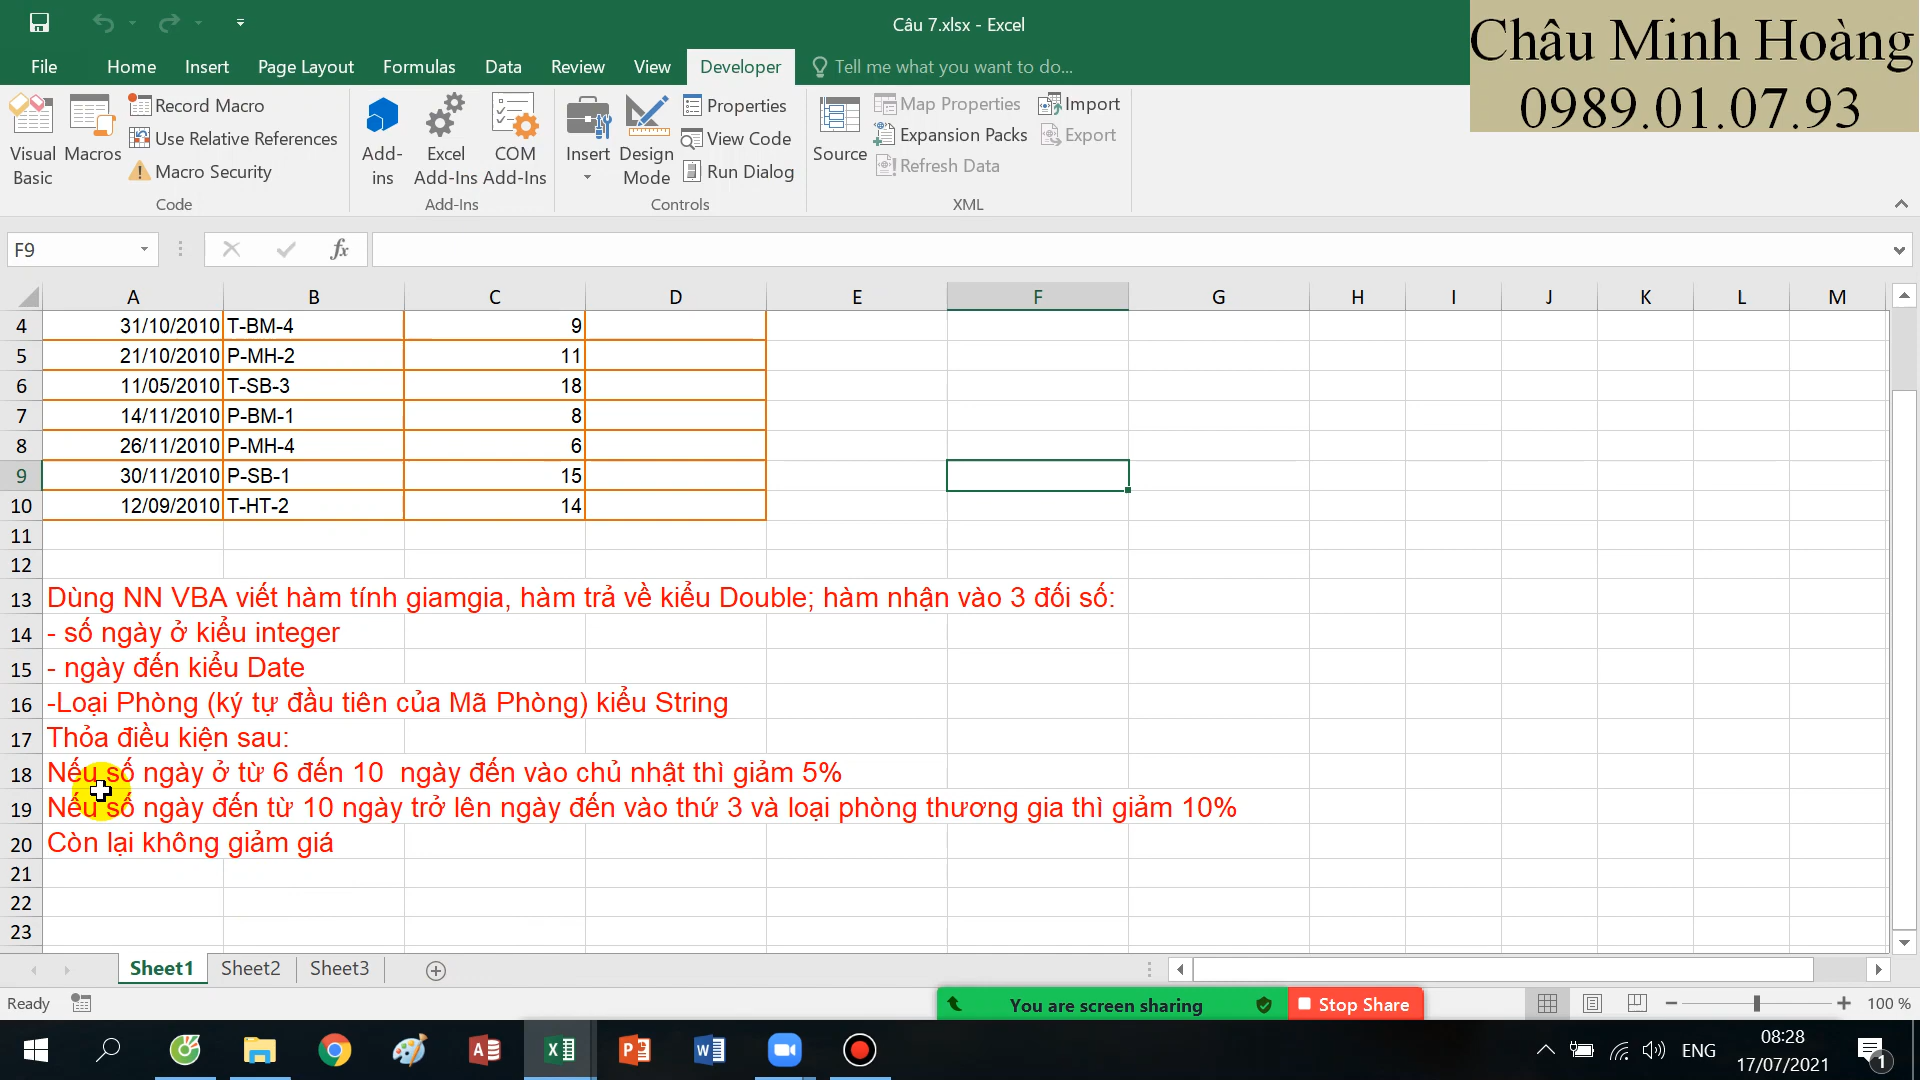 Câu 7.xlsx - Excel
Châu Minh Hoàng
0989.01.07.93
File Home Insert Page Layout Formulas Data Review View Developer Tell me what you want to do...
Visual Basic
Macros
Record Macro
Use Relative References
Macro Security
Code
Add-ins
Excel Add-Ins
COM Add-Ins
Add-Ins
Insert
Design Mode
Properties
View Code
Run Dialog
Controls
Source
Map Properties
Expansion Packs
Refresh Data
Import
Export
XML
F9
fx
A B C D E F G H I J K L M
4 31/10/2010 T-BM-4 9
5 21/10/2010 P-MH-2 11
6 11/05/2010 T-SB-3 18
7 14/11/2010 P-BM-1 8
8 26/11/2010 P-MH-4 6
9 30/11/2010 P-SB-1 15
10 12/09/2010 T-HT-2 14
11
12
13 Dùng NN VBA viết hàm tính giamgia, hàm trả về kiểu Double; hàm nhận vào 3 đối số:
14 - số ngày ở kiểu integer
15 - ngày đến kiểu Date
16 -Loại Phòng (ký tự đầu tiên của Mã Phòng) kiểu String
17 Thỏa điều kiện sau:
18 Nếu số ngày ở từ 6 đến 10  ngày đến vào chủ nhật thì giảm 5%
19 Nếu số ngày đến từ 10 ngày trở lên ngày đến vào thứ 3 và loại phòng thương gia thì giảm 10%
20 Còn lại không giảm giá
21
22
23
Sheet1 Sheet2 Sheet3
Ready
You are screen sharing
Stop Share
100 %
ENG
08:28
17/07/2021
1